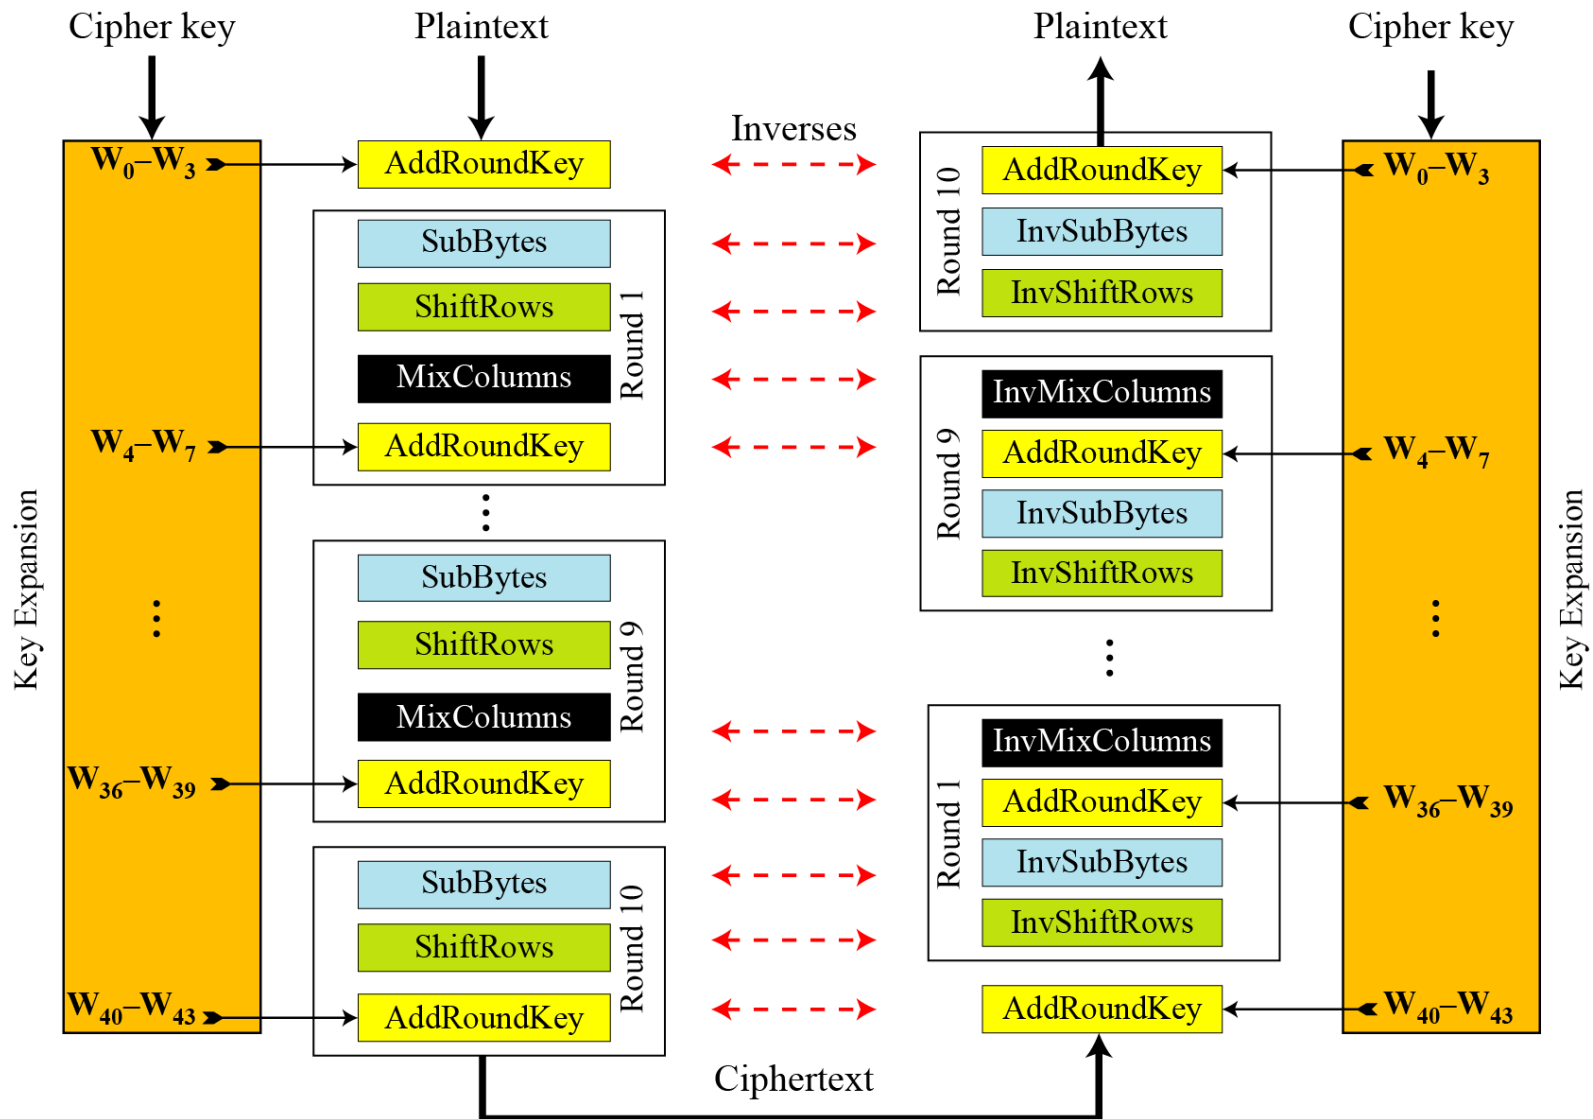 Cipher key
Plaintext
Plaintext
Cipher key
Inverses
Key Expansion
W0–W3
W4–W7
⋮
W36–W39
W40–W43
AddRoundKey
Round 1
SubBytes
ShiftRows
MixColumns
AddRoundKey
⋮
Round 9
SubBytes
ShiftRows
MixColumns
AddRoundKey
Round 10
SubBytes
ShiftRows
AddRoundKey
Ciphertext
Round 10
AddRoundKey
InvSubBytes
InvShiftRows
Round 9
InvMixColumns
AddRoundKey
InvSubBytes
InvShiftRows
⋮
Round 1
InvMixColumns
AddRoundKey
InvSubBytes
InvShiftRows
AddRoundKey
W0–W3
W4–W7
⋮
W36–W39
W40–W43
Key Expansion